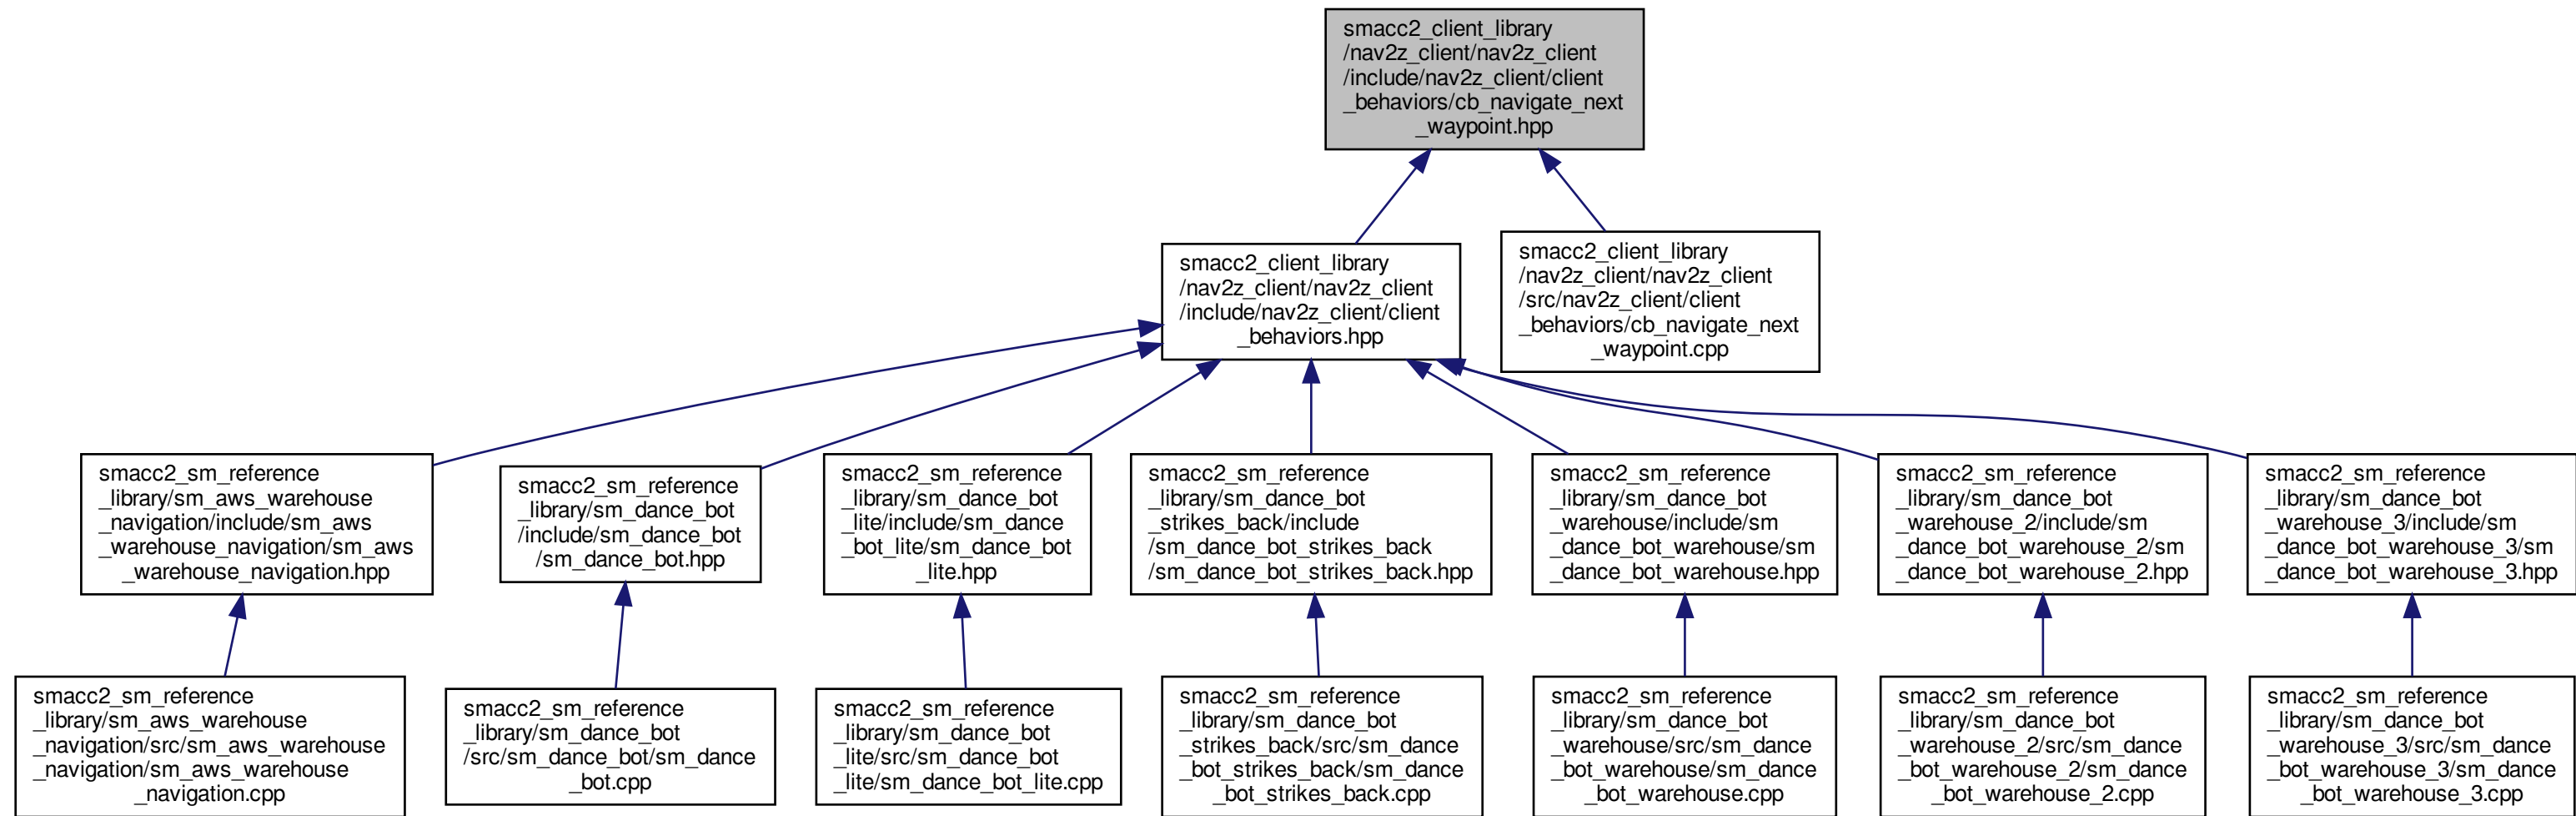 smacc2_client_library
/nav2z_client/nav2z_client
/include/nav2z_client/client
_behaviors/cb_navigate_next
_waypoint.hpp
smacc2_client_library
/nav2z_client/nav2z_client
/include/nav2z_client/client
_behaviors.hpp
smacc2_client_library
/nav2z_client/nav2z_client
/src/nav2z_client/client
_behaviors/cb_navigate_next
_waypoint.cpp
smacc2_sm_reference
_library/sm_aws_warehouse
_navigation/include/sm_aws
_warehouse_navigation/sm_aws
_warehouse_navigation.hpp
smacc2_sm_reference
_library/sm_dance_bot
/include/sm_dance_bot
/sm_dance_bot.hpp
smacc2_sm_reference
_library/sm_dance_bot
_lite/include/sm_dance
_bot_lite/sm_dance_bot
_lite.hpp
smacc2_sm_reference
_library/sm_dance_bot
_strikes_back/include
/sm_dance_bot_strikes_back
/sm_dance_bot_strikes_back.hpp
smacc2_sm_reference
_library/sm_dance_bot
_warehouse/include/sm
_dance_bot_warehouse/sm
_dance_bot_warehouse.hpp
smacc2_sm_reference
_library/sm_dance_bot
_warehouse_2/include/sm
_dance_bot_warehouse_2/sm
_dance_bot_warehouse_2.hpp
smacc2_sm_reference
_library/sm_dance_bot
_warehouse_3/include/sm
_dance_bot_warehouse_3/sm
_dance_bot_warehouse_3.hpp
smacc2_sm_reference
_library/sm_aws_warehouse
_navigation/src/sm_aws_warehouse
_navigation/sm_aws_warehouse
_navigation.cpp
smacc2_sm_reference
_library/sm_dance_bot
/src/sm_dance_bot/sm_dance
_bot.cpp
smacc2_sm_reference
_library/sm_dance_bot
_lite/src/sm_dance_bot
_lite/sm_dance_bot_lite.cpp
smacc2_sm_reference
_library/sm_dance_bot
_strikes_back/src/sm_dance
_bot_strikes_back/sm_dance
_bot_strikes_back.cpp
smacc2_sm_reference
_library/sm_dance_bot
_warehouse/src/sm_dance
_bot_warehouse/sm_dance
_bot_warehouse.cpp
smacc2_sm_reference
_library/sm_dance_bot
_warehouse_2/src/sm_dance
_bot_warehouse_2/sm_dance
_bot_warehouse_2.cpp
smacc2_sm_reference
_library/sm_dance_bot
_warehouse_3/src/sm_dance
_bot_warehouse_3/sm_dance
_bot_warehouse_3.cpp